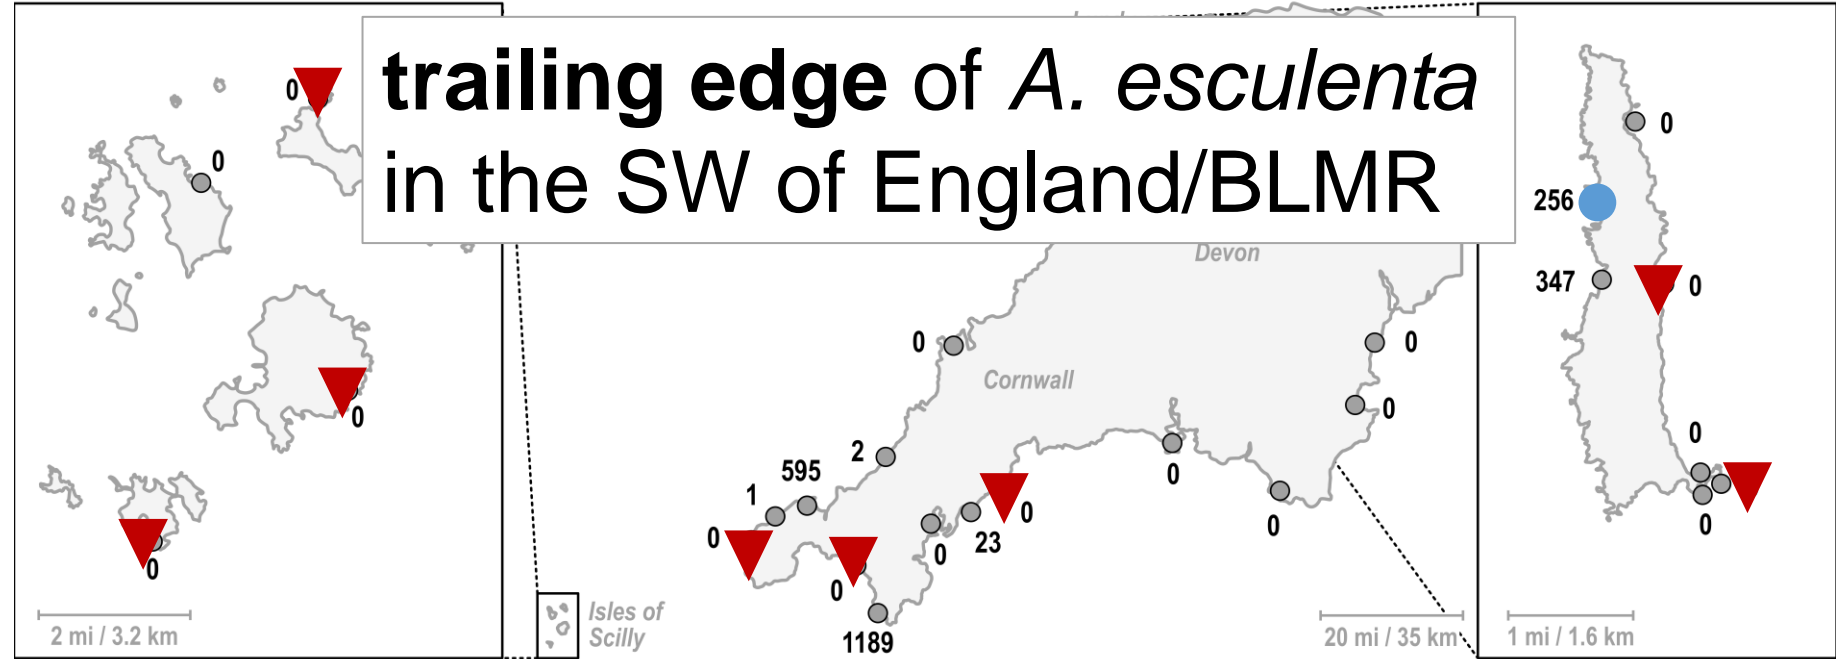 trailing edge of A. esculenta
in the SW of England/BLMR
0
0
0
0
2 mi / 3.2 km
Devon
Cornwall
0
2
595
1
0
0
1189
0
23
0
0
0
0
0
Isles of
Scilly
20 mi / 35 km
0
256
347
0
0
0
1 mi / 1.6 km